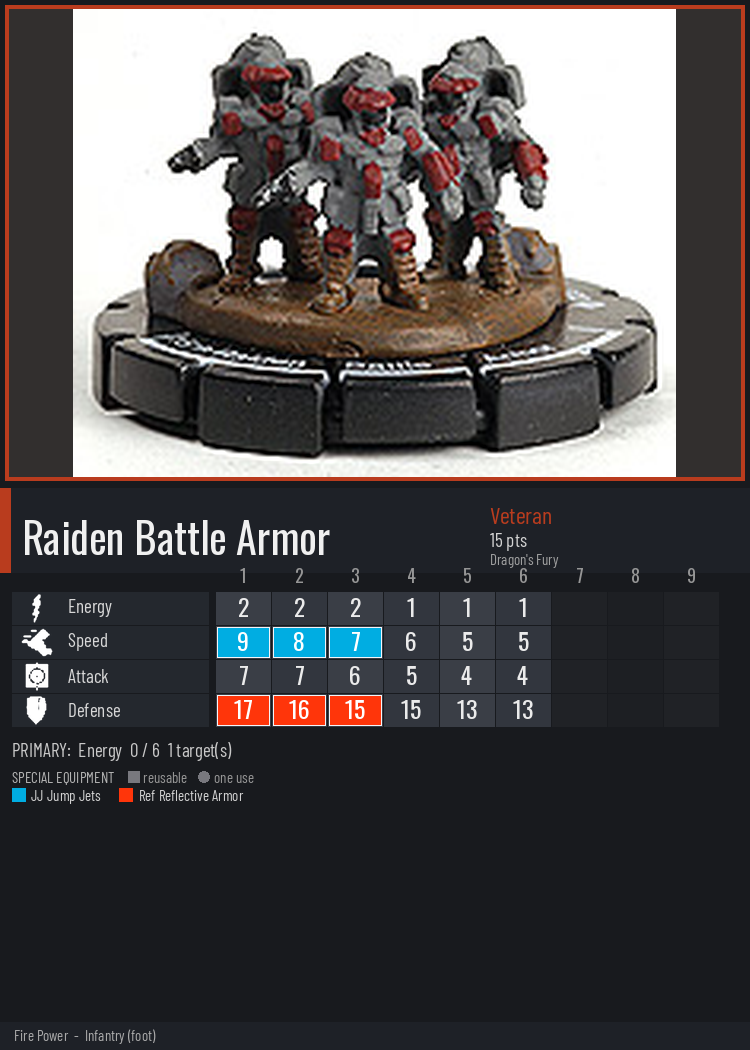 Raiden Battle Armor
Veteran
15 pts
Dragon's Fury
1 2 3 4 5 6 7 8 9
Energy 2 2 2 1 1 1
Speed 9 8 7 6 5 5
Attack 7 7 6 5 4 4
Defense 17 16 15 15 13 13
PRIMARY: Energy 0 / 6 1 target(s)
SPECIAL EQUIPMENT reusable one use
JJ Jump Jets Ref Reflective Armor
Fire Power - Infantry (foot)